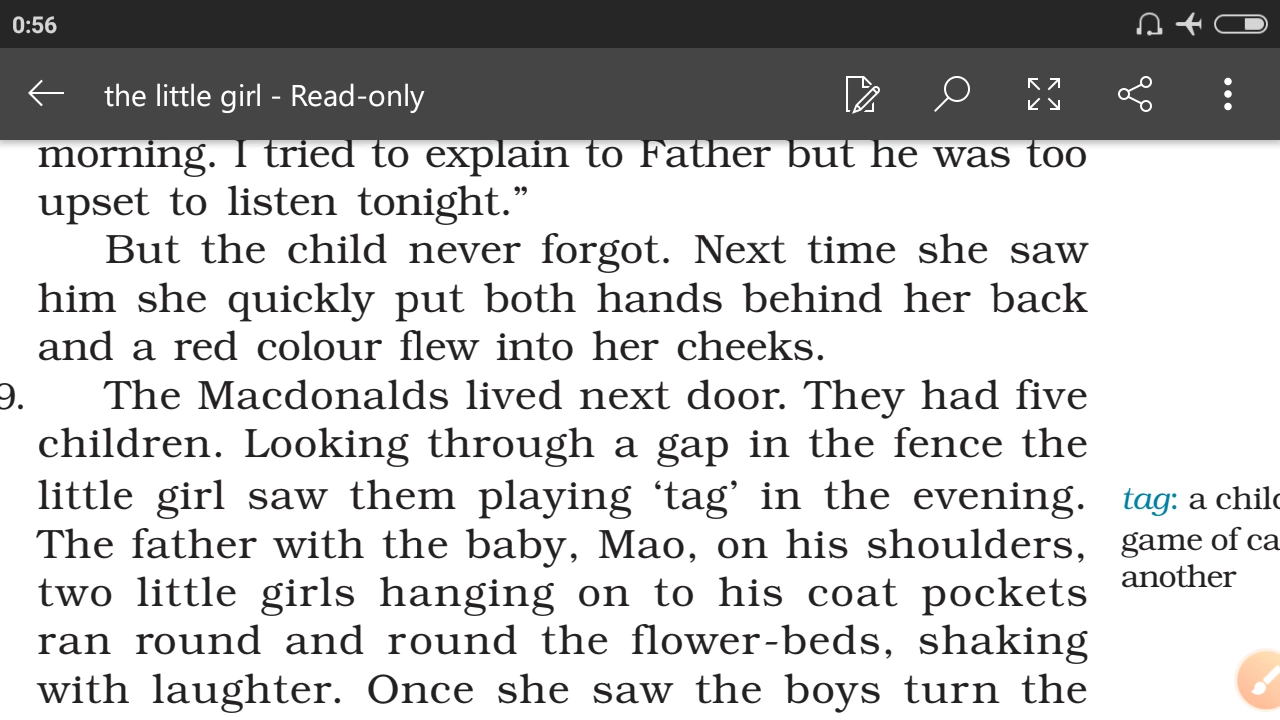 0:56
the little girl - Read-only
morning. I tried to explain to Father but he was too
upset to listen tonight.”
But the child never forgot. Next time she saw
him she quickly put both hands behind her back
and a red colour flew into her cheeks.
9. The Macdonalds lived next door. They had five
children. Looking through a gap in the fence the
little girl saw them playing ‘tag’ in the evening.
The father with the baby, Mao, on his shoulders,
two little girls hanging on to his coat pockets
ran round and round the flower-beds, shaking
with laughter. Once she saw the boys turn the
tag: a
game of
another